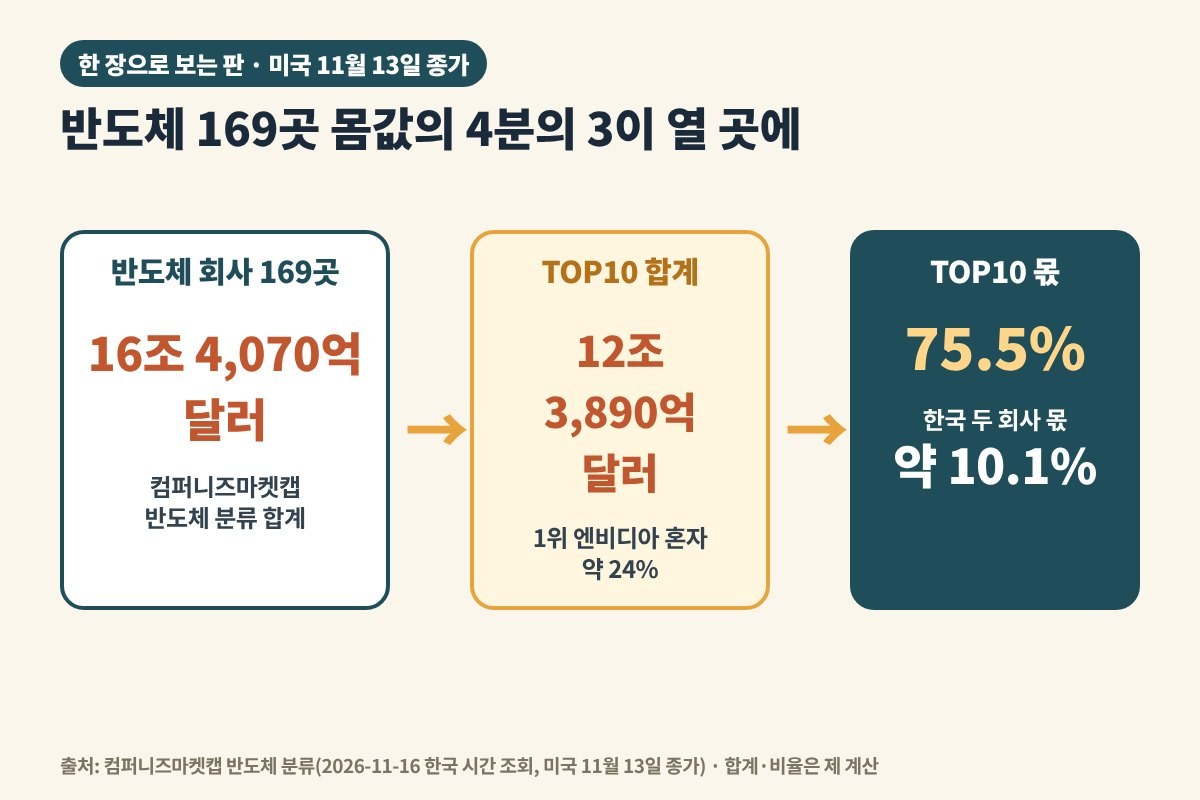 한 장으로 보는 판 · 미국 11월 13일 종가
반도체 169곳 몸값의 4분의 3이 열 곳에
반도체 회사 169곳
16조 4,070억
달러
컴퍼니즈마켓캡
반도체 분류 합계
→
TOP10 합계
12조
3,890억
달러
1위 엔비디아 혼자
약 24%
→
TOP10 몫
75.5%
한국 두 회사 몫
약 10.1%
출처: 컴퍼니즈마켓캡 반도체 분류(2026-11-16 한국 시간 조회, 미국 11월 13일 종가) · 합계·비율은 제 계산